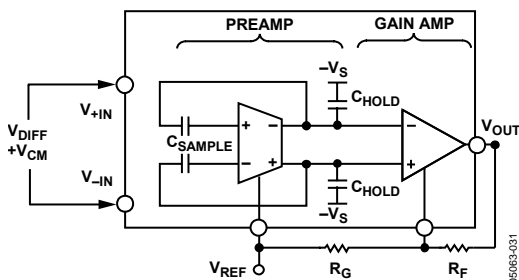 PREAMP
GAIN AMP
–VS
CHOLD
V+IN
VDIFF
+VCM
CSAMPLE
+
–
–
+
–
+
VOUT
V–IN
CHOLD
–VS
VREF
RG
RF
05063-031